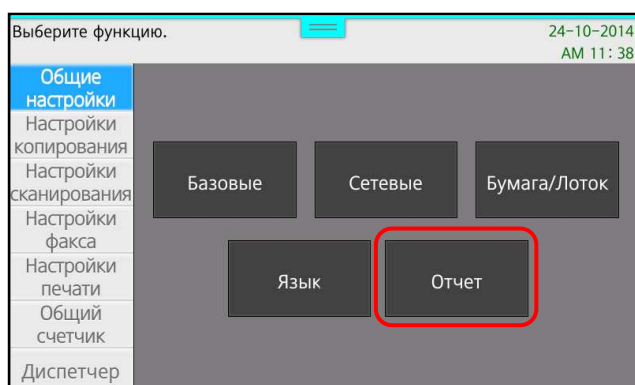 Выберите функцию.
24-10-2014
AM 11: 38
Общие
настройки
Настройки
копирования
Настройки
сканирования
Настройки
факса
Настройки
печати
Общий
счетчик
Диспетчер
Базовые
Сетевые
Бумага/Лоток
Язык
Отчет